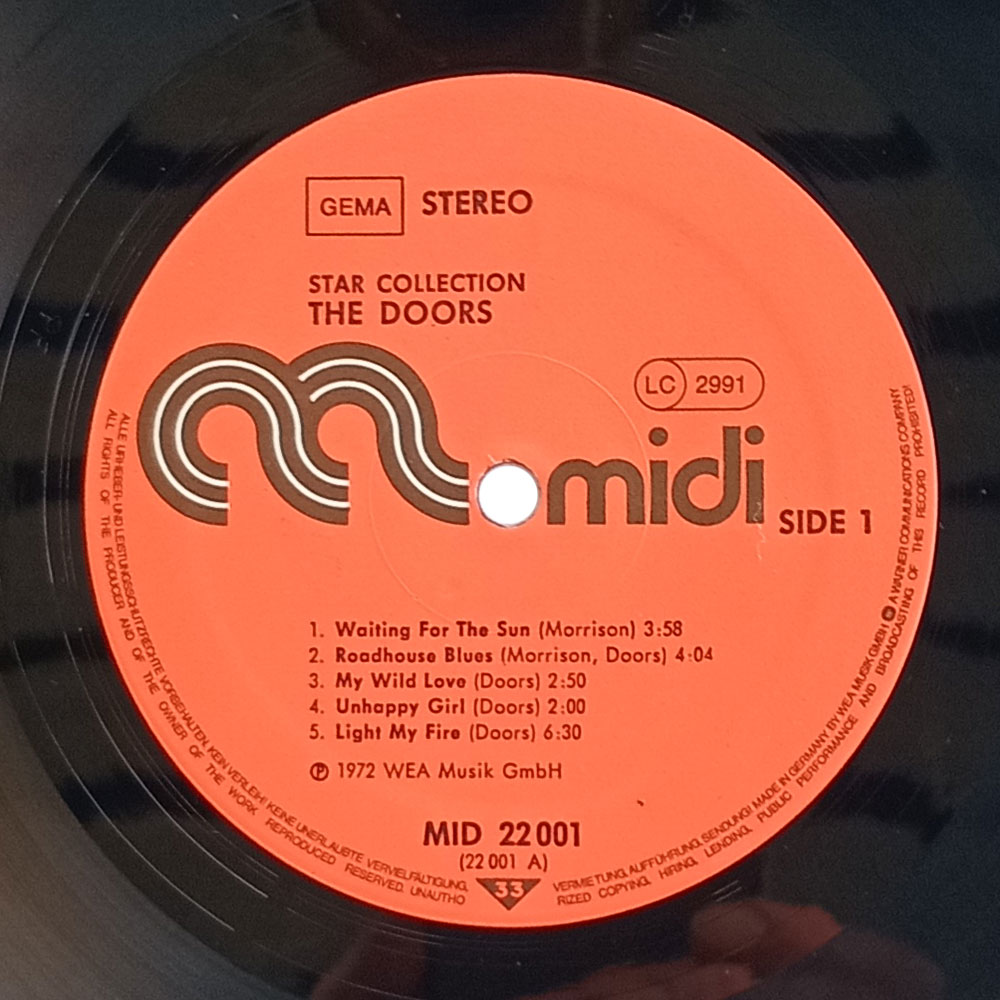 GEMA STEREO
STAR COLLECTION
THE DOORS
LC 2991
midi
SIDE 1
1. Waiting For The Sun (Morrison) 3:58
2. Roadhouse Blues (Morrison, Doors) 4:04
3. My Wild Love (Doors) 2:50
4. Unhappy Girl (Doors) 2:00
5. Light My Fire (Doors) 6:30
Ⓟ 1972 WEA Musik GmbH
MID 22 001
(22 001 A)
33
ALLE URHEBER- UND LEISTUNGSSCHUTZRECHTE VORBEHALTEN. KEIN VERLEIH! KEINE UNERLAUBTE VERVIELFÄLTIGUNG, VERMIETUNG, AUFFÜHRUNG, SENDUNG! MADE IN GERMANY BY WEA MUSIK GMBH A WARNER COMMUNICATIONS COMPANY
ALL RIGHTS OF THE PRODUCER AND OF THE OWNER OF THE WORK REPRODUCED RESERVED. UNAUTHORIZED COPYING, HIRING, LENDING, PUBLIC PERFORMANCE AND BROADCASTING OF THIS RECORD PROHIBITED!